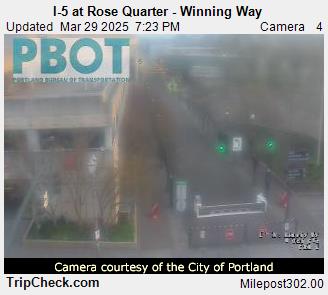 I-5 at Rose Quarter - Winning Way
Updated Mar 29 2025 7:23 PM Camera 4
PBOT
PORTLAND BUREAU OF TRANSPORTATION
Camera courtesy of the City of Portland
TripCheck.com Milepost302.00